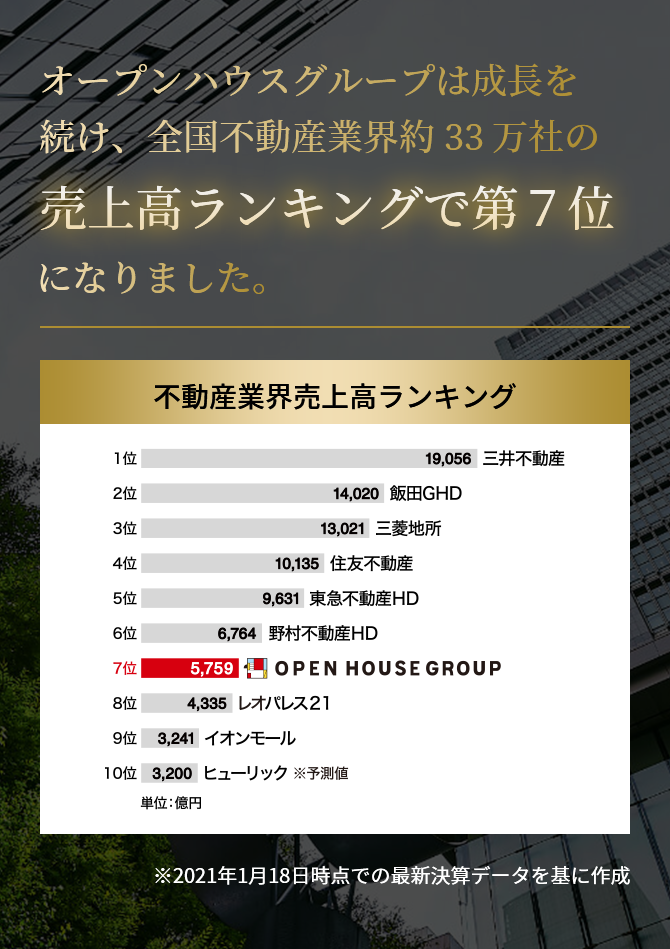 オープンハウスグループは成長を
続け、全国不動産業界約 33 万社の
売上高ランキングで第 7 位
になりました。
不動産業界売上高ランキング
1位 19,056 三井不動産
2位 14,020 飯田GHD
3位 13,021 三菱地所
4位 10,135 住友不動産
5位 9,631 東急不動産HD
6位 6,764 野村不動産HD
7位 5,759 OPEN HOUSE GROUP
8位 4,335 レオパレス21
9位 3,241 イオンモール
10位 3,200 ヒューリック ※予測値
単位:億円
※2021年1月18日時点での最新決算データを基に作成